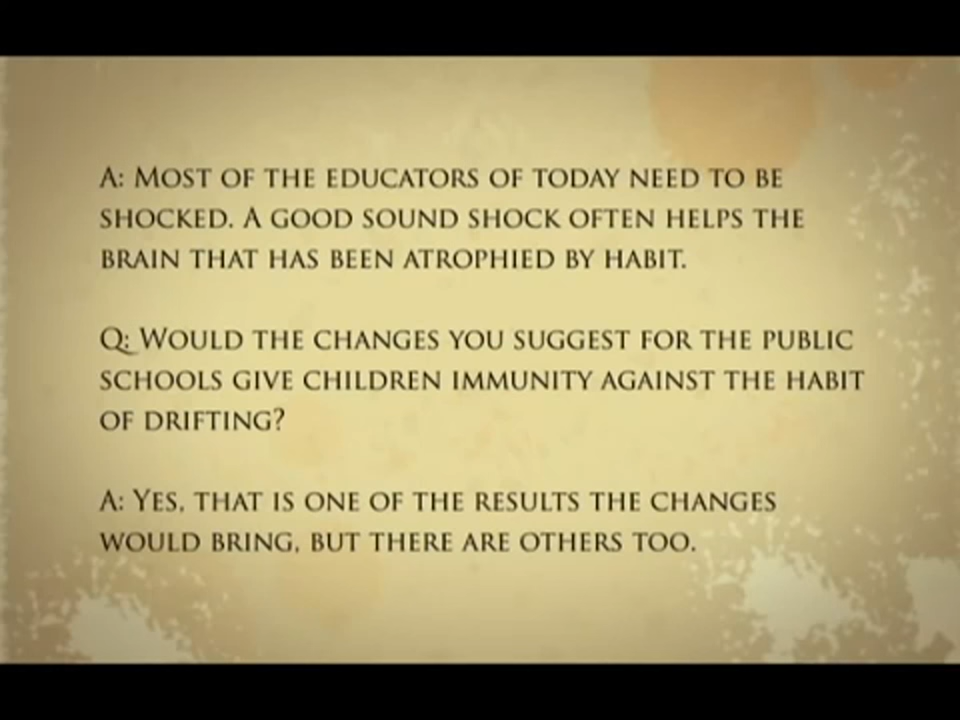 A: Most of the educators of today need to be
shocked. A good sound shock often helps the
brain that has been atrophied by habit.
Q: Would the changes you suggest for the public
schools give children immunity against the habit
of drifting?
A: Yes, that is one of the results the changes
would bring, but there are others too.